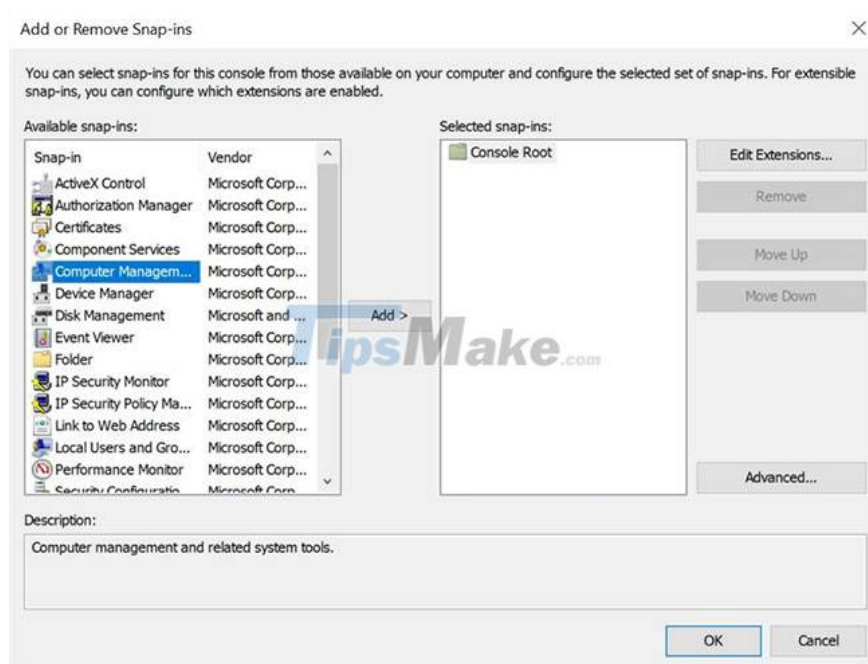 Add or Remove Snap-ins
You can select snap-ins for this console from those available on your computer and configure the selected set of snap-ins. For extensible
snap-ins, you can configure which extensions are enabled.
Available snap-ins:
Snap-in Vendor
ActiveX Control Microsoft Corp...
Authorization Manager Microsoft Corp...
Certificates Microsoft Corp...
Component Services Microsoft Corp...
Computer Managem... Microsoft Corp...
Device Manager Microsoft Corp...
Disk Management Microsoft and ...
Event Viewer Microsoft Corp...
Folder Microsoft Corp...
IP Security Monitor Microsoft Corp...
IP Security Policy Ma... Microsoft Corp...
Link to Web Address Microsoft Corp...
Local Users and Gro... Microsoft Corp...
Performance Monitor Microsoft Corp...
Security Configuratio Microsoft Corp
Add >
Selected snap-ins:
Console Root
Edit Extensions...
Remove
Move Up
Move Down
Advanced...
TipsMake.com
Description:
Computer management and related system tools.
OK
Cancel